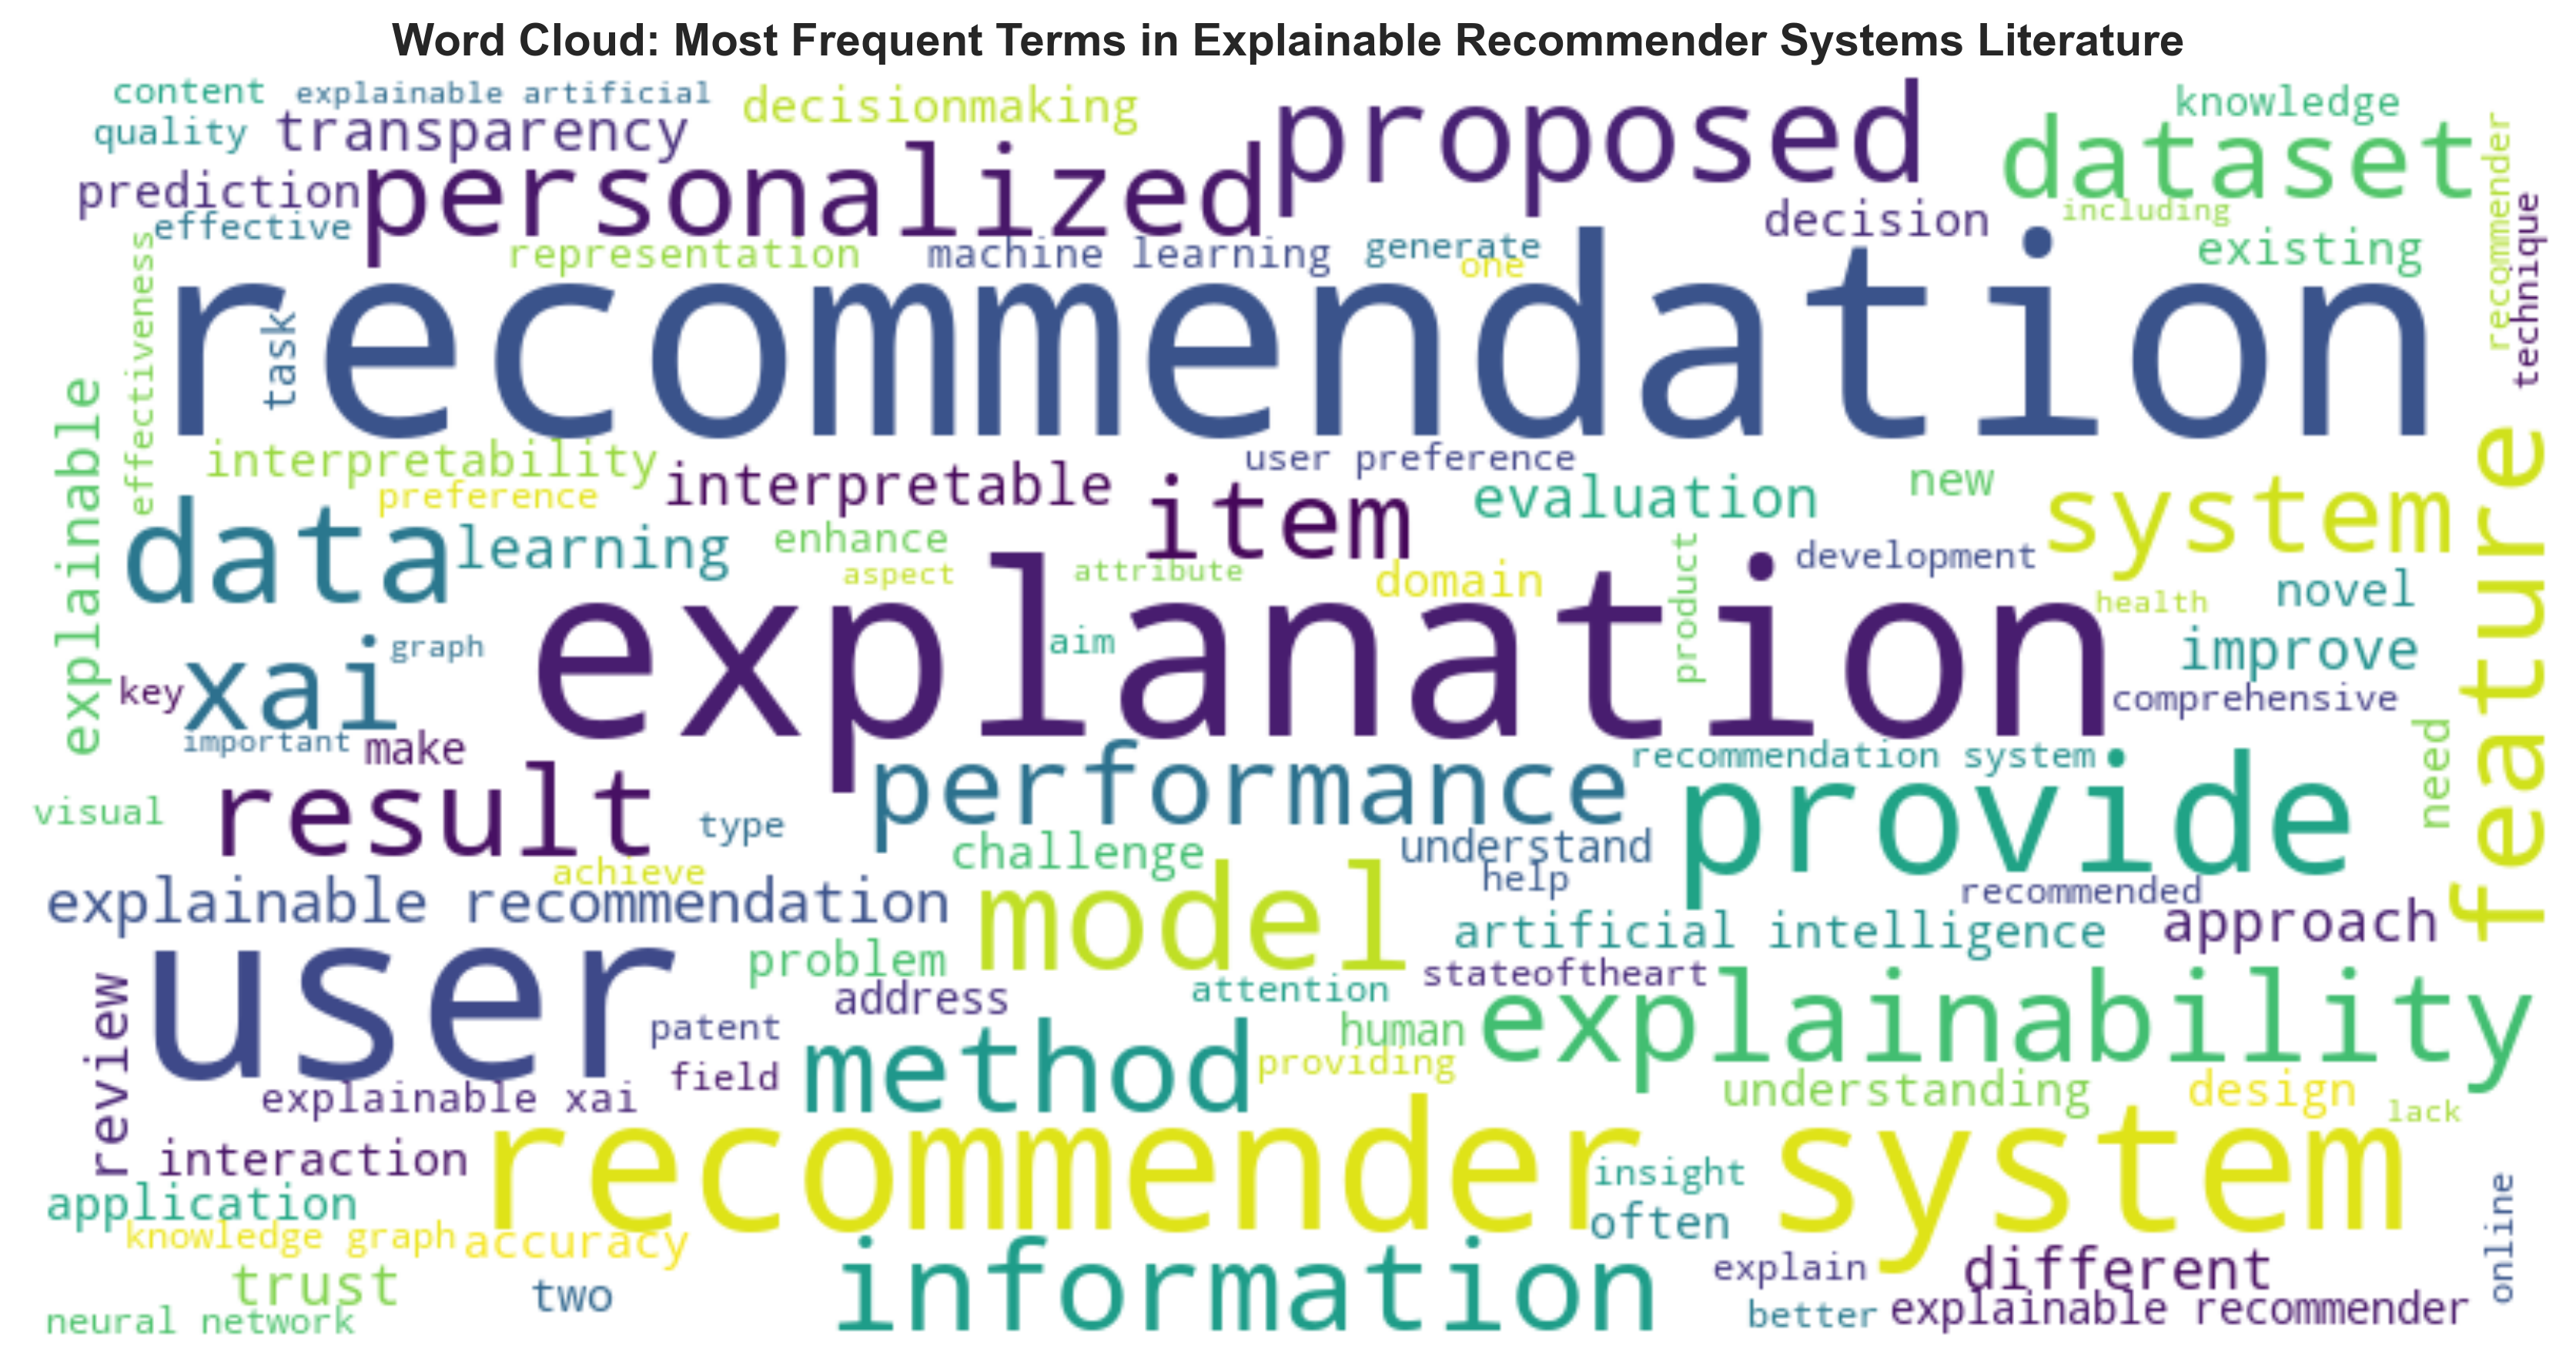 Word Cloud: Most Frequent Terms in Explainable Recommender Systems Literature
content
explainable artificial
decisionmaking
proposed
knowledge
quality
transparency
dataset
recommender
prediction
personalized
decision
including
technique
effective
representation
machine learning
generate
one
existing
effectiveness
recommendation
task
explainable
interpretability
preference
interpretable
user preference
item
evaluation
new
system
feature
data
learning
enhance
aspect
attribute
domain
product
development
health
novel
explanation
xai
graph
aim
improve
key
comprehensive
important
make
performance
recommendation system
need
visual
result
type
provide
achieve
challenge
understand
help
recommended
explainable recommendation
model
artificial intelligence
approach
user
problem
stateoftheart
review
address
attention
explainability
patent
method
human
field
providing
explainable xai
understanding
design
lack
interaction
recommender system
insight
application
often
online
knowledge graph
accuracy
information
trust
two
explain
different
neural network
better
explainable recommender